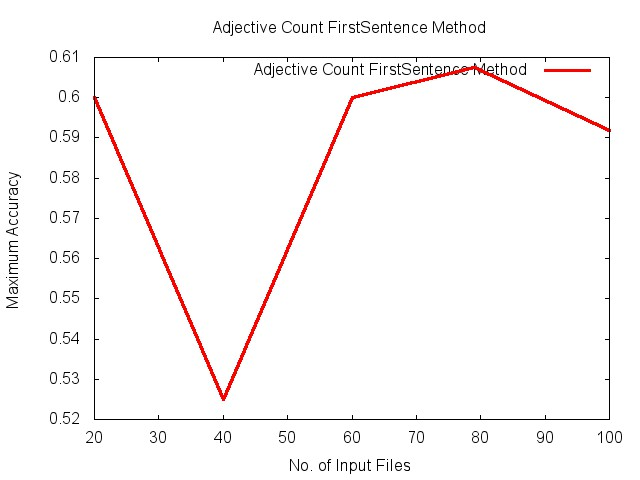 Adjective Count FirstSentence Method
0.61
Adjective Count FirstSentence Method
0.6
0.59
0.58
0.57
0.56
0.55
0.54
0.53
0.52
Maximum Accuracy
20 30 40 50 60 70 80 90 100
No. of Input Files